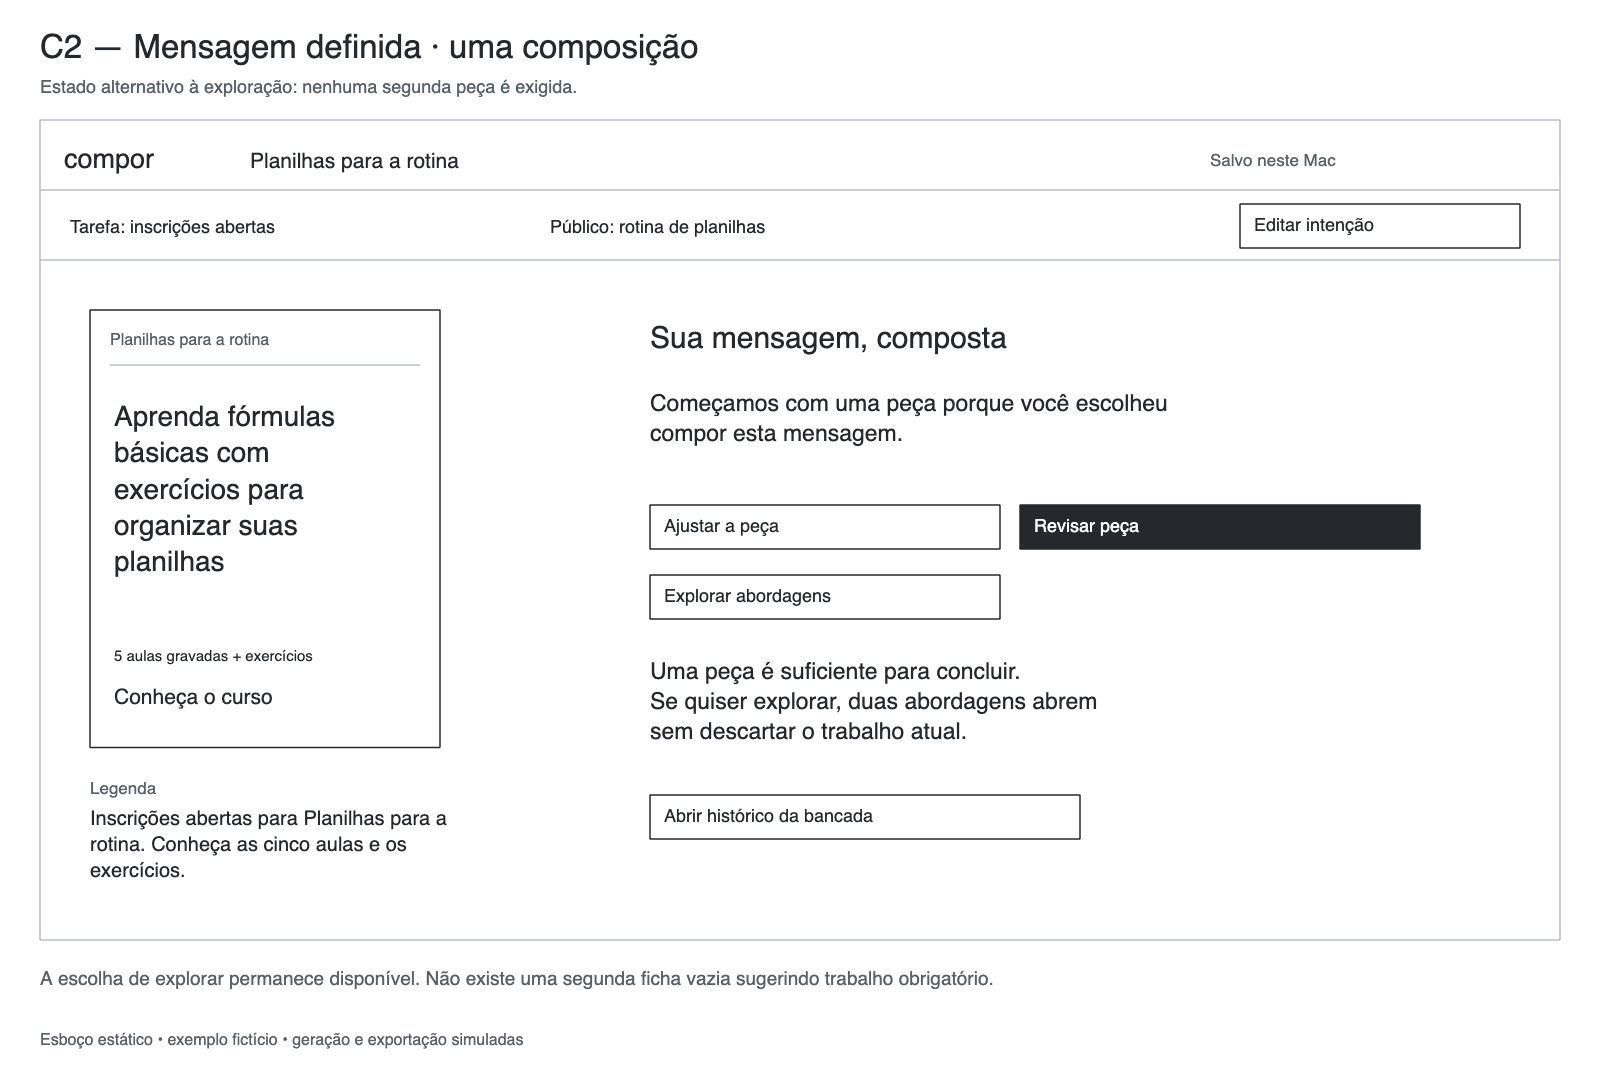 C2 — Mensagem definida · uma composição
Estado alternativo à exploração: nenhuma segunda peça é exigida.
compor
Planilhas para a rotina
Salvo neste Mac
Tarefa: inscrições abertas
Público: rotina de planilhas
Editar intenção
Planilhas para a rotina
Aprenda fórmulas
básicas com
exercícios para
organizar suas
planilhas
5 aulas gravadas + exercícios
Conheça o curso
Legenda
Inscrições abertas para Planilhas para a
rotina. Conheça as cinco aulas e os
exercícios.
Sua mensagem, composta
Começamos com uma peça porque você escolheu
compor esta mensagem.
Ajustar a peça
Revisar peça
Explorar abordagens
Uma peça é suficiente para concluir.
Se quiser explorar, duas abordagens abrem
sem descartar o trabalho atual.
Abrir histórico da bancada
A escolha de explorar permanece disponível. Não existe uma segunda ficha vazia sugerindo trabalho obrigatório.
Esboço estático • exemplo fictício • geração e exportação simuladas